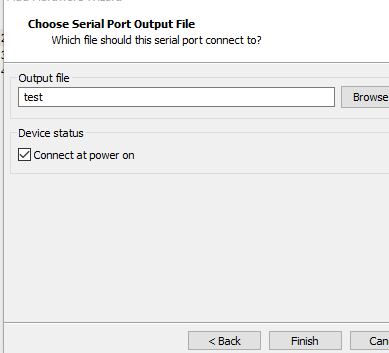 Choose Serial Port Output File
Which file should this serial port connect to?
Output file
test
Browse
Device status
Connect at power on
< Back
Finish